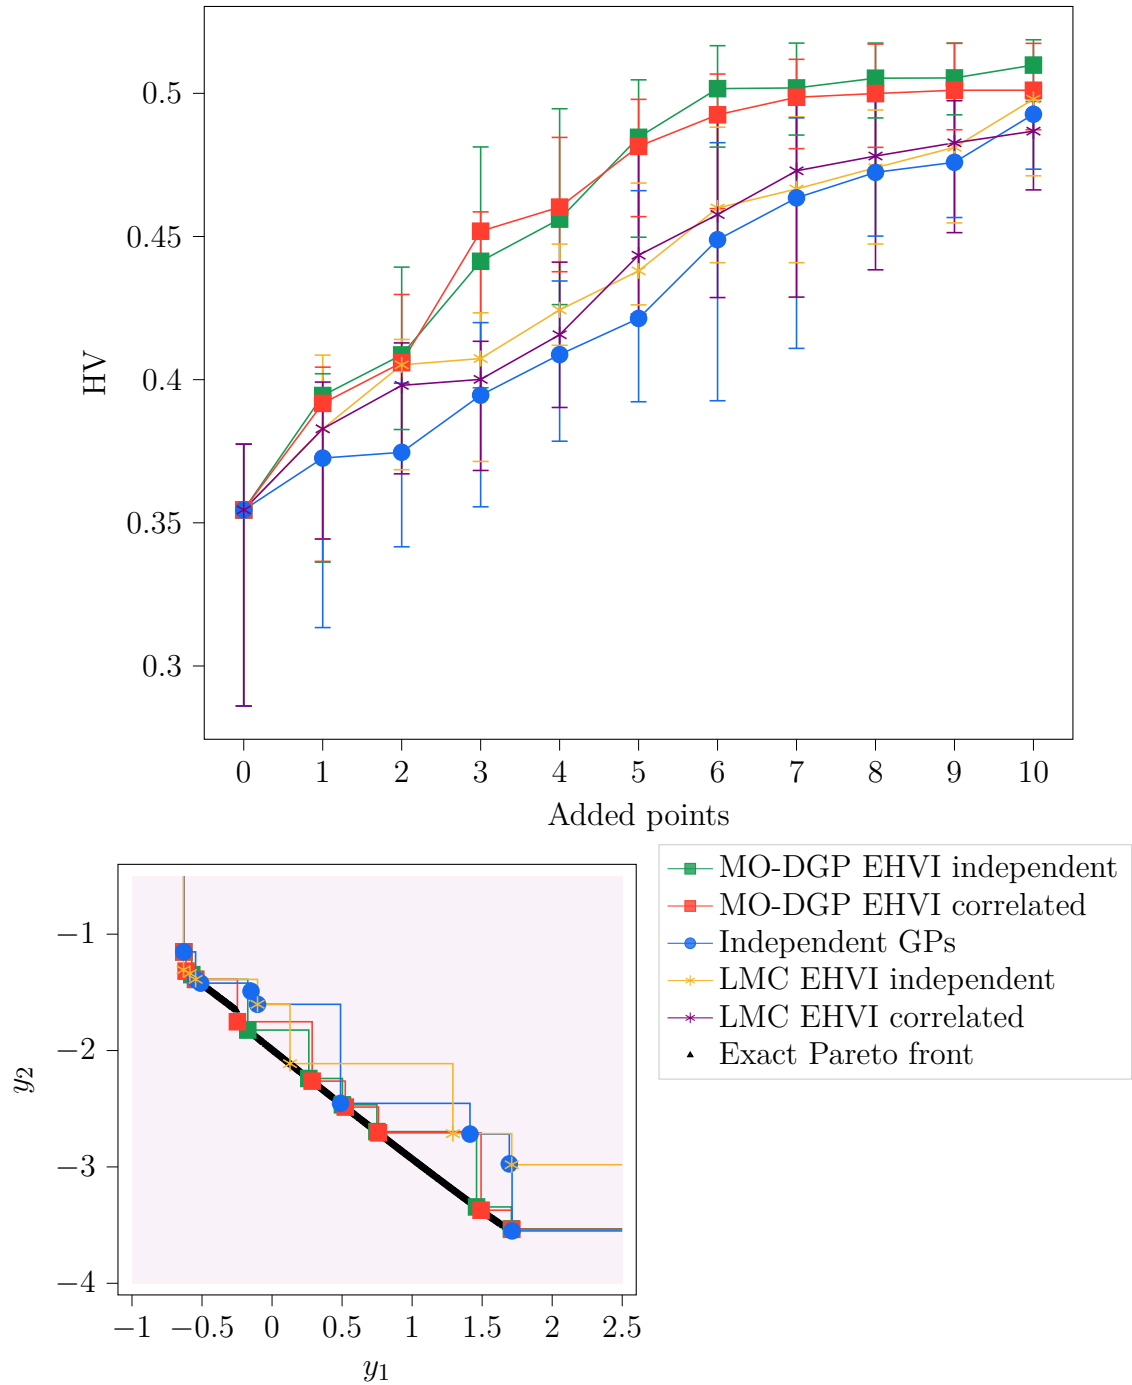 0.5
0.45
0.4
0.35
0.3
HV
0 1 2 3 4 5 6 7 8 9 10
Added points
MO-DGP EHVI independent
MO-DGP EHVI correlated
Independent GPs
LMC EHVI independent
LMC EHVI correlated
Exact Pareto front
−1
−2
−3
−4
y2
−1 −0.5 0 0.5 1 1.5 2 2.5
y1